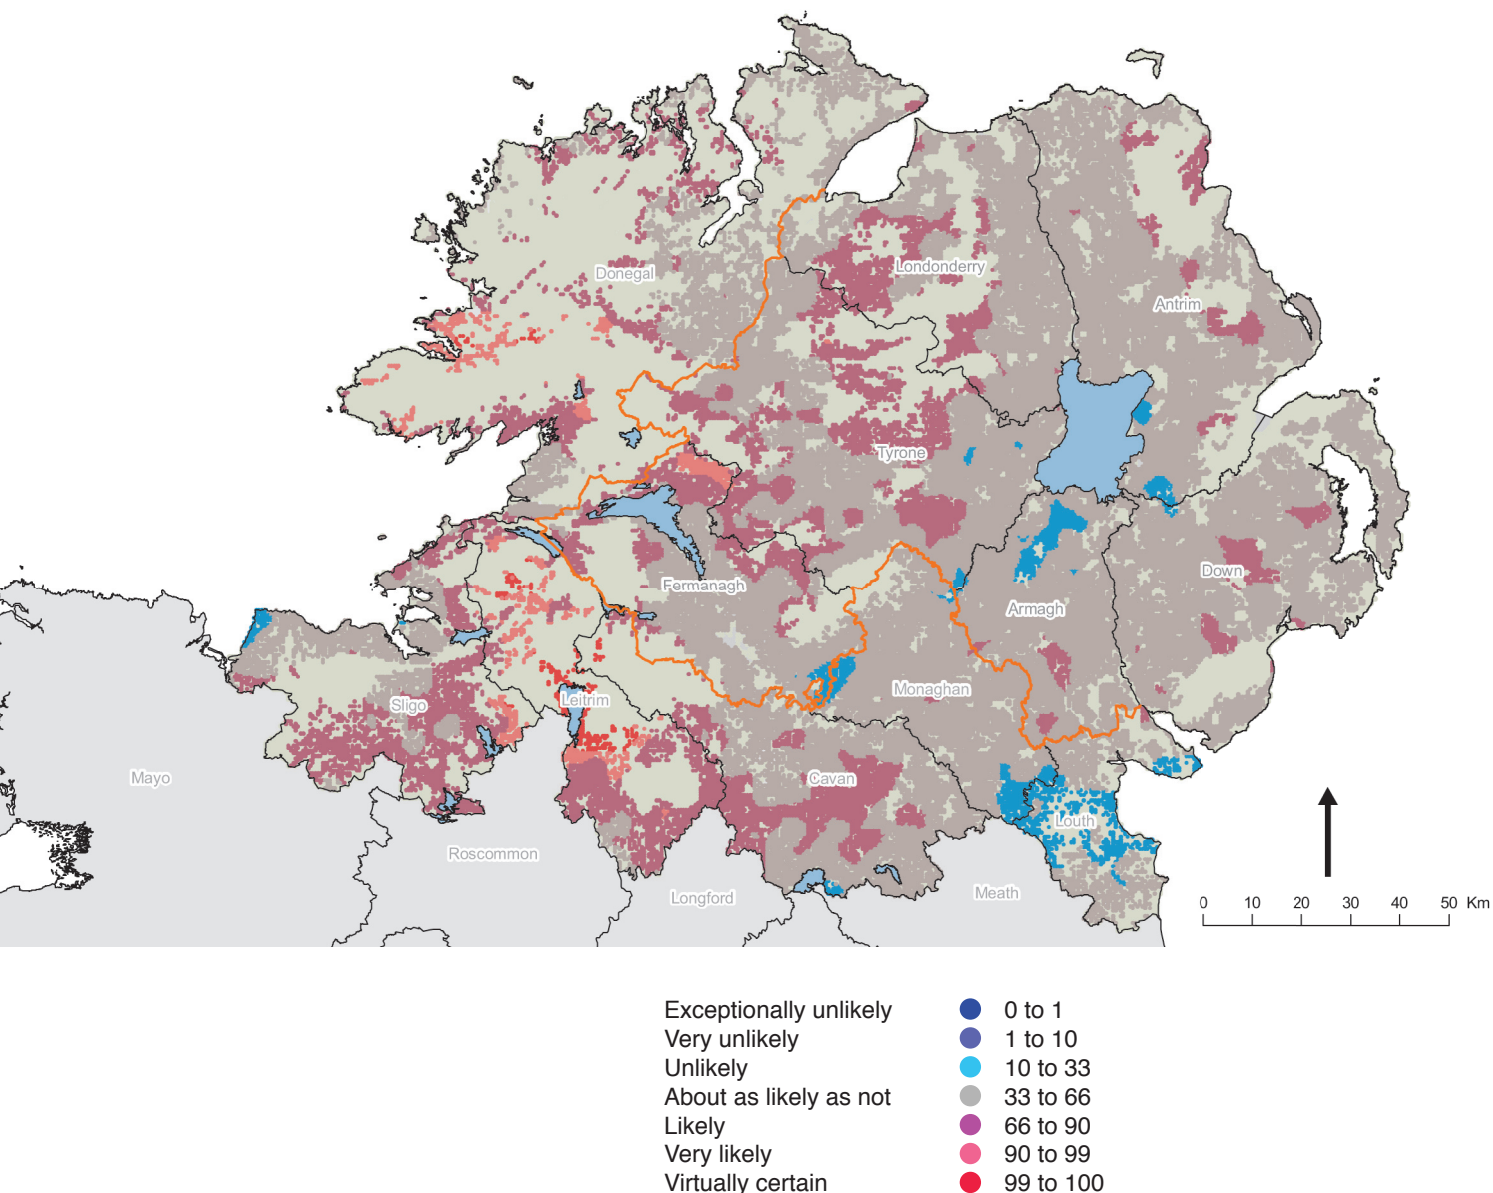 Donegal
Londonderry
Antrim
Tyrone
Down
Fermanagh
Armagh
Monaghan
Leitrim
Sligo
Mayo
Cavan
Louth
Roscommon
Meath
Longford
0 10 20 30 40 50 Km
Exceptionally unlikely 0 to 1
Very unlikely 1 to 10
Unlikely 10 to 33
About as likely as not 33 to 66
Likely 66 to 90
Very likely 90 to 99
Virtually certain 99 to 100